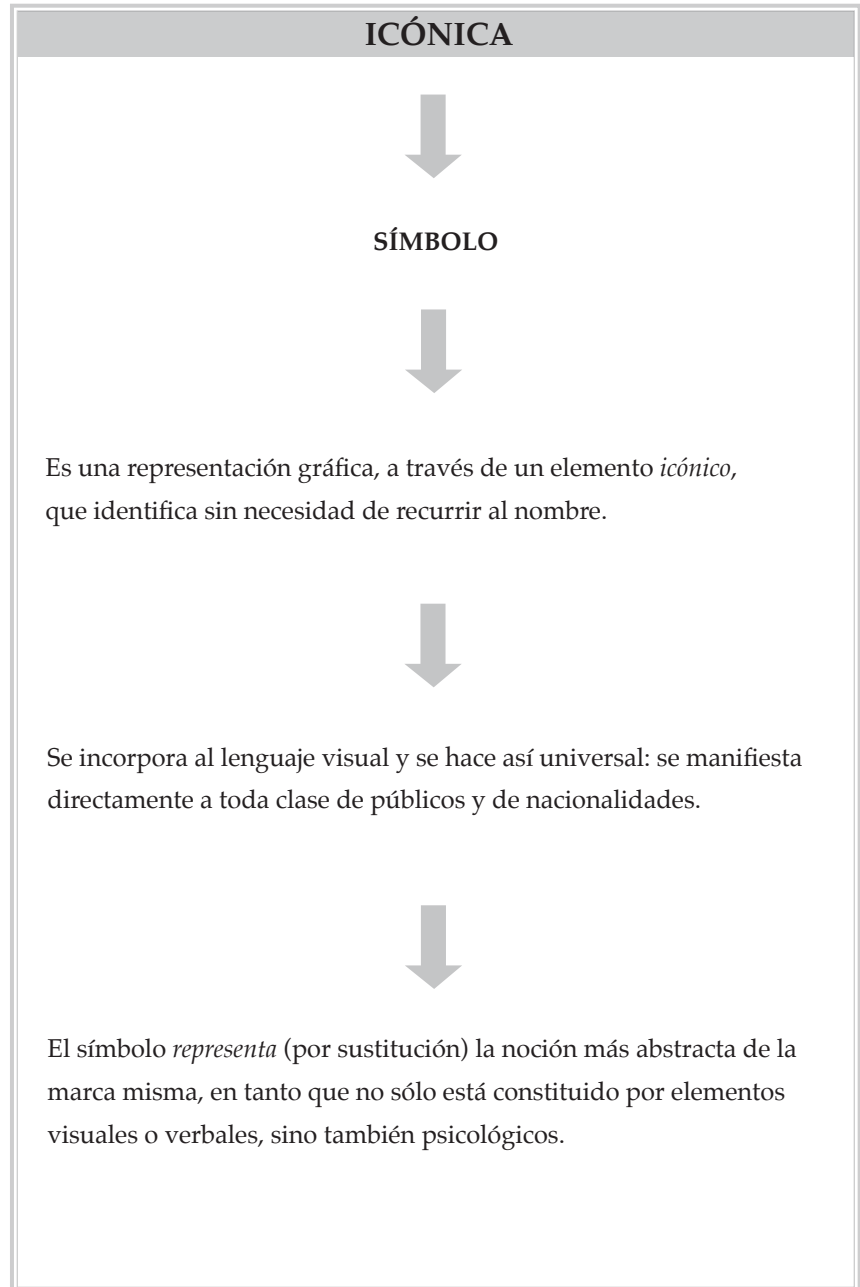 ICÓNICA
SÍMBOLO
Es una representación gráfica, a través de un elemento icónico,
que identifica sin necesidad de recurrir al nombre.
Se incorpora al lenguaje visual y se hace así universal: se manifiesta
directamente a toda clase de públicos y de nacionalidades.
El símbolo representa (por sustitución) la noción más abstracta de la
marca misma, en tanto que no sólo está constituido por elementos
visuales o verbales, sino también psicológicos.